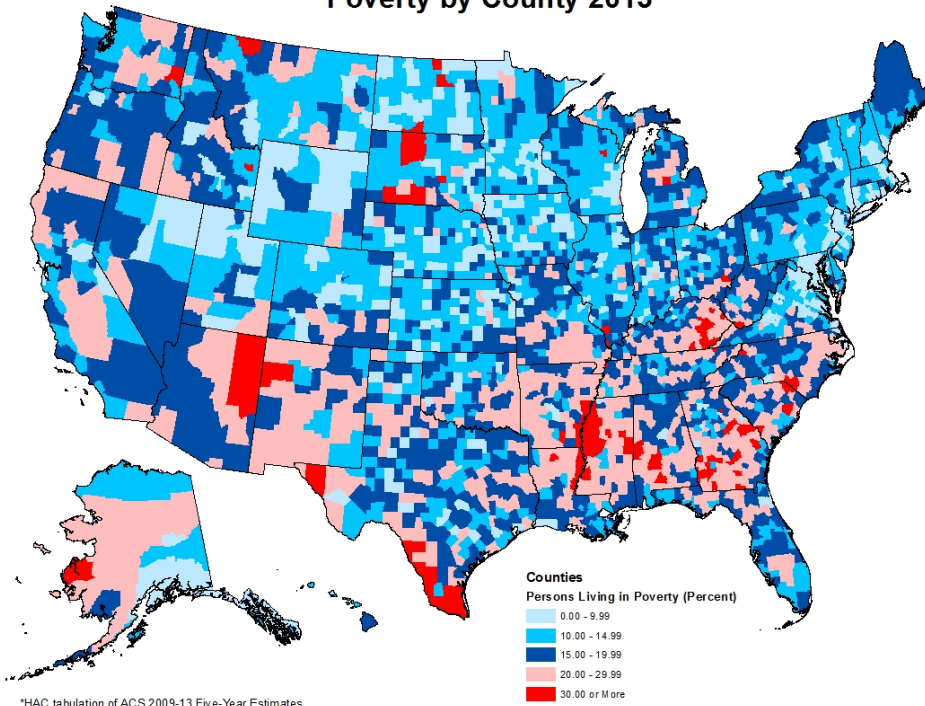 Poverty by County 2013
Counties
Persons Living in Poverty (Percent)
0.00 - 9.99
10.00 - 14.99
15.00 - 19.99
20.00 - 29.99
30.00 or More
*HAC tabulation of ACS 2009-13 Five-Year Estimates